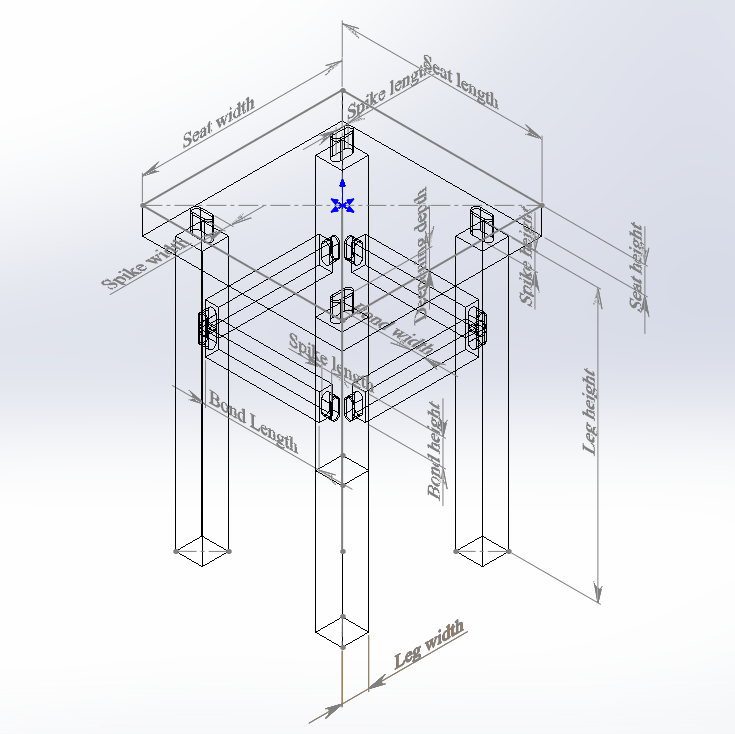 Seat length
Spike length
Seat width
Deepening depth
Spike height
Seat height
Spike width
Bond width
Spike length
Leg height
Bond Length
Bond height
Leg width